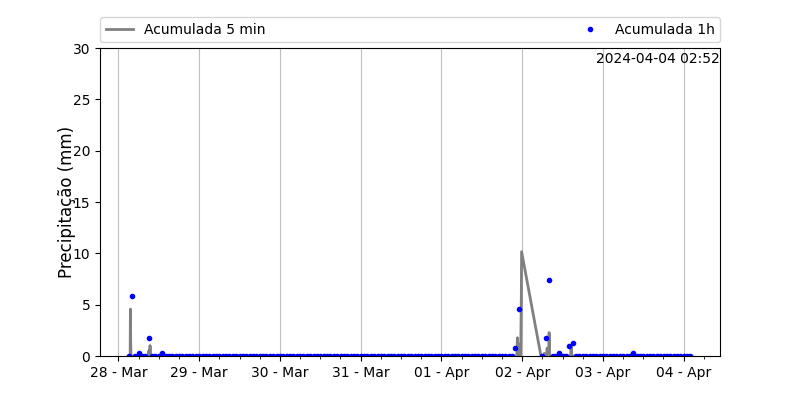 Acumulada 5 min
Acumulada 1h
2024-04-04 02:52
Precipitação (mm)
30
25
20
15
10
5
0
28 - Mar 29 - Mar 30 - Mar 31 - Mar 01 - Apr 02 - Apr 03 - Apr 04 - Apr